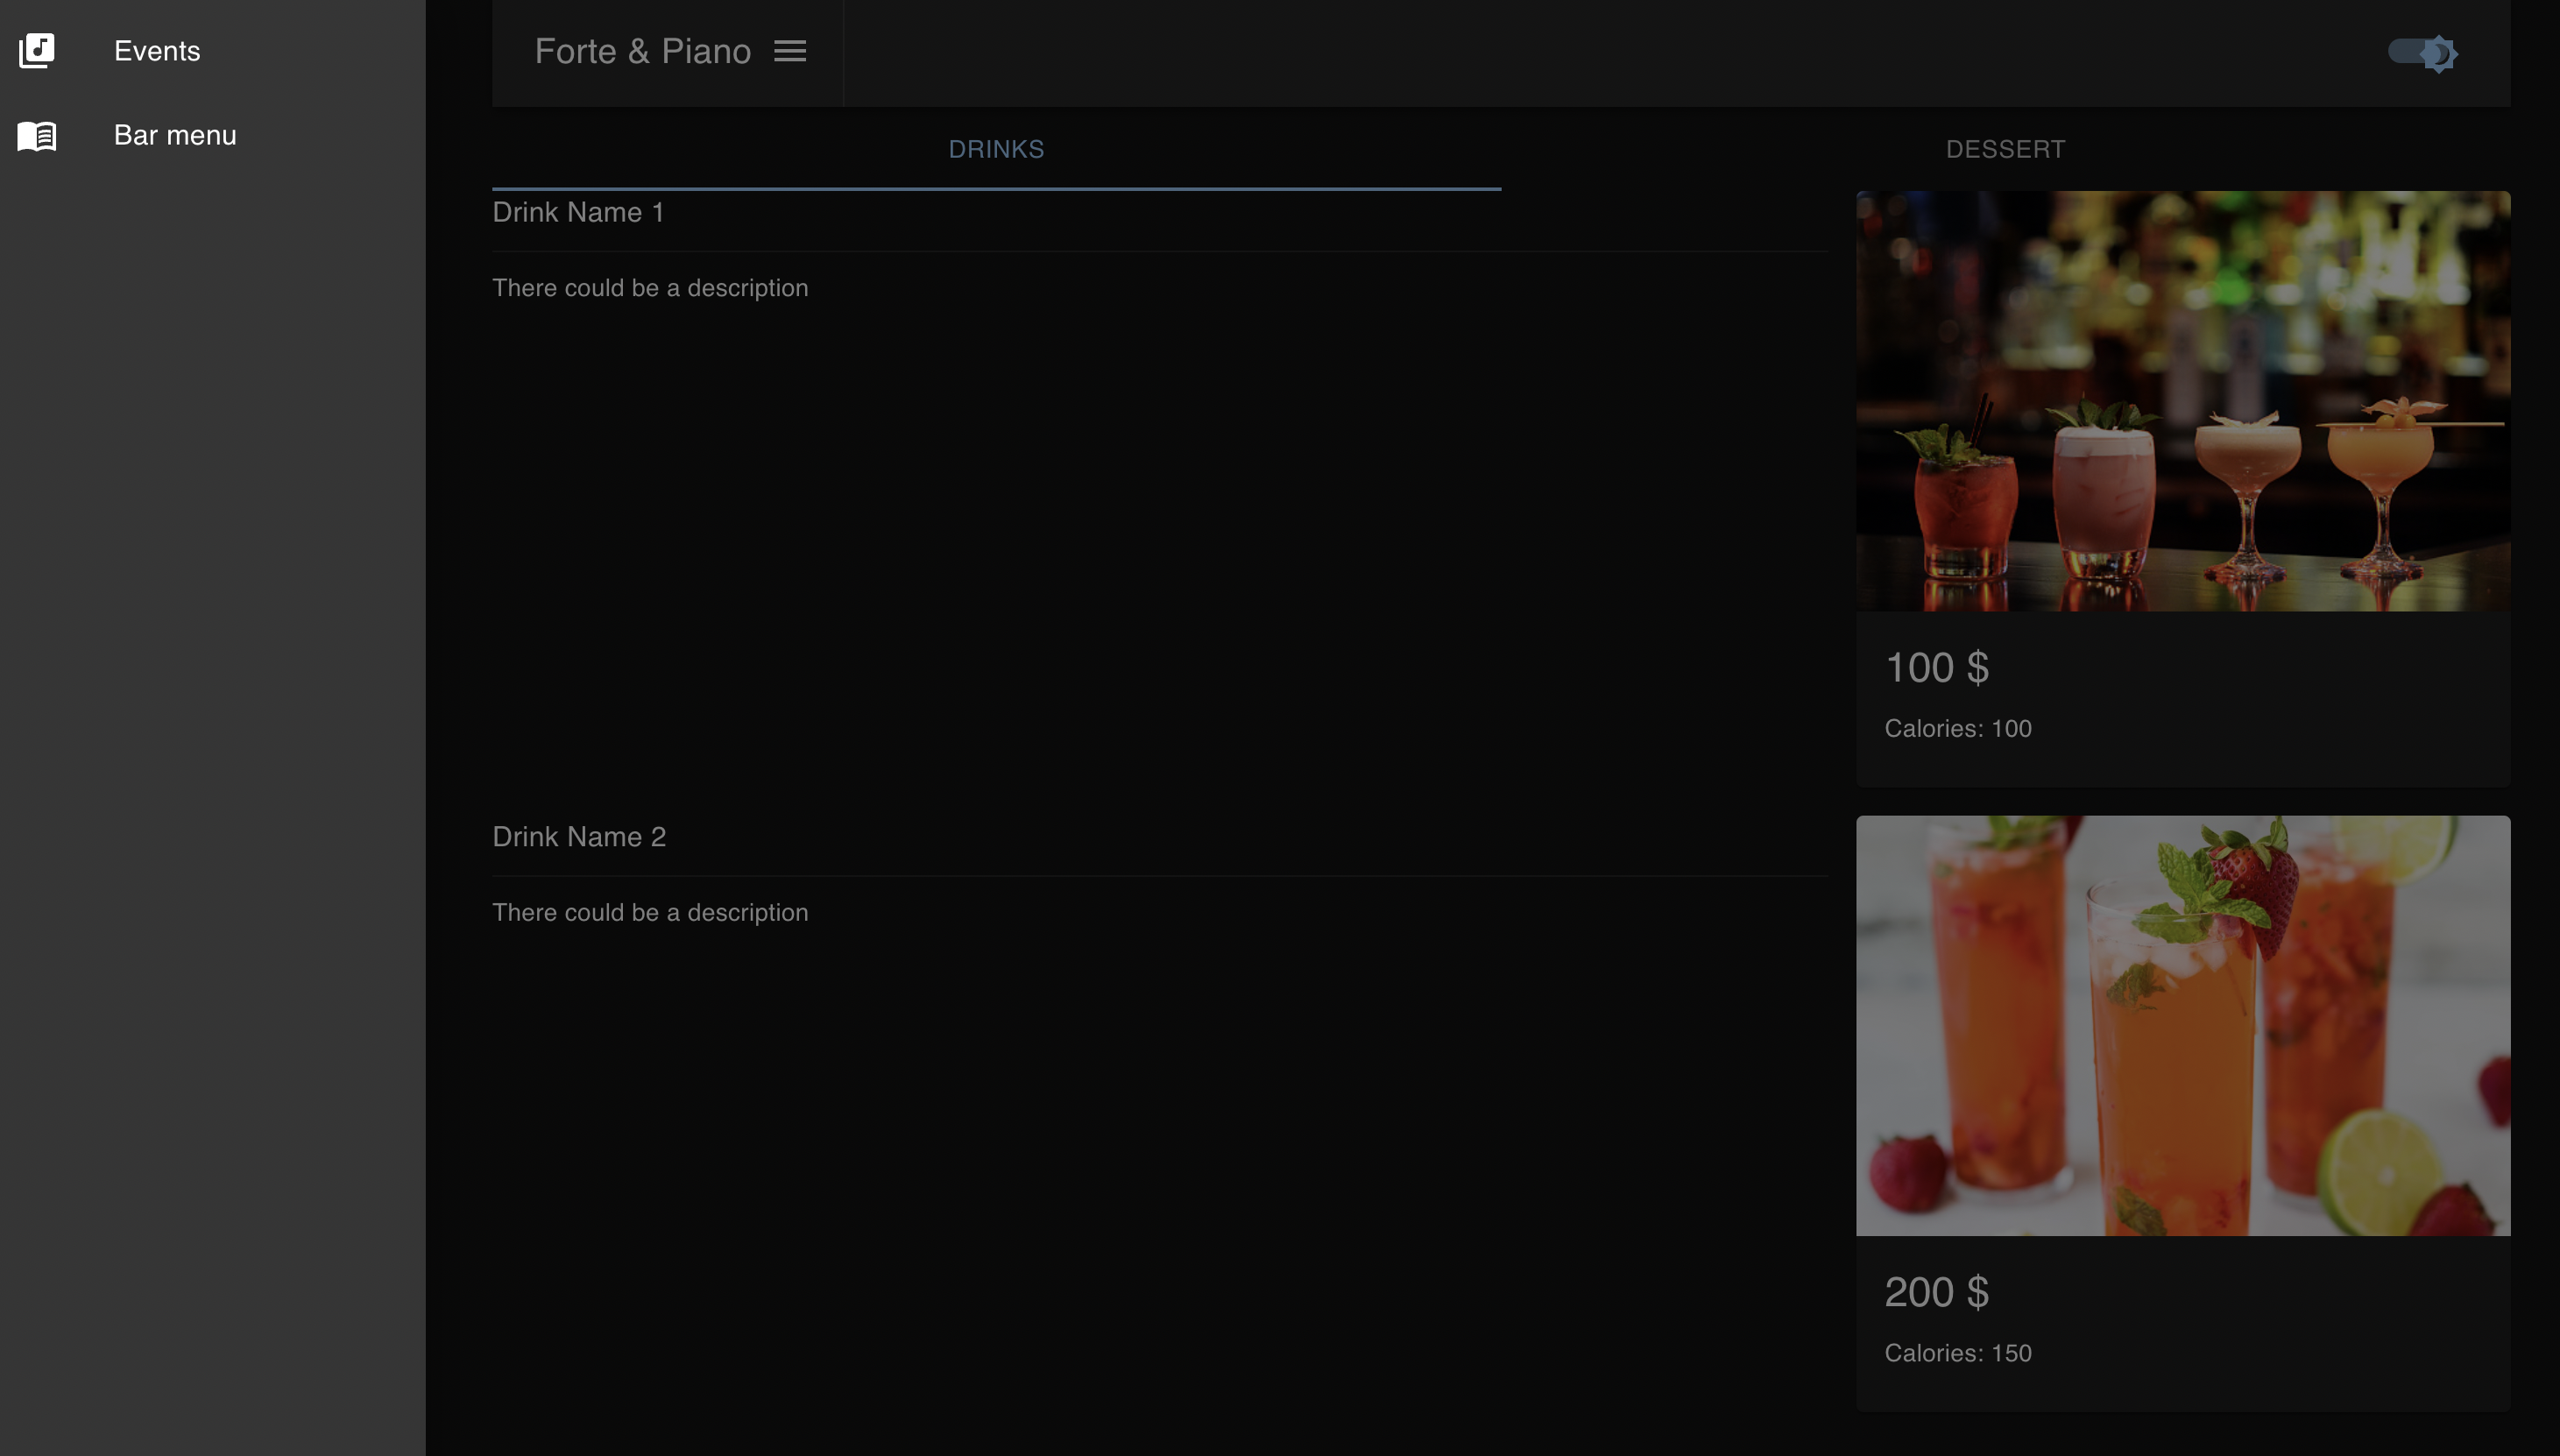 Events
Bar menu
Forte & Piano
DRINKS
DESSERT
Drink Name 1
There could be a description
100 $
Calories: 100
Drink Name 2
There could be a description
200 $
Calories: 150